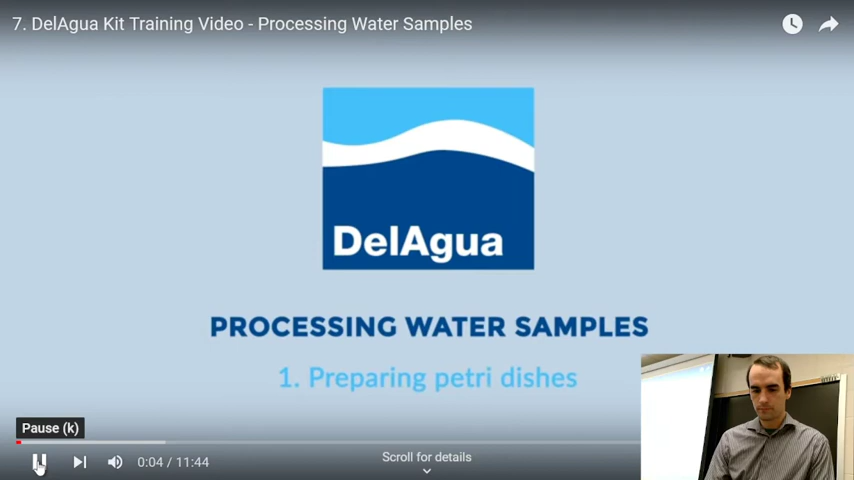 7. DelAgua Kit Training Video - Processing Water Samples
DelAgua
PROCESSING WATER SAMPLES
1. Preparing petri dishes
Pause (k)
0:04 / 11:44
Scroll for details